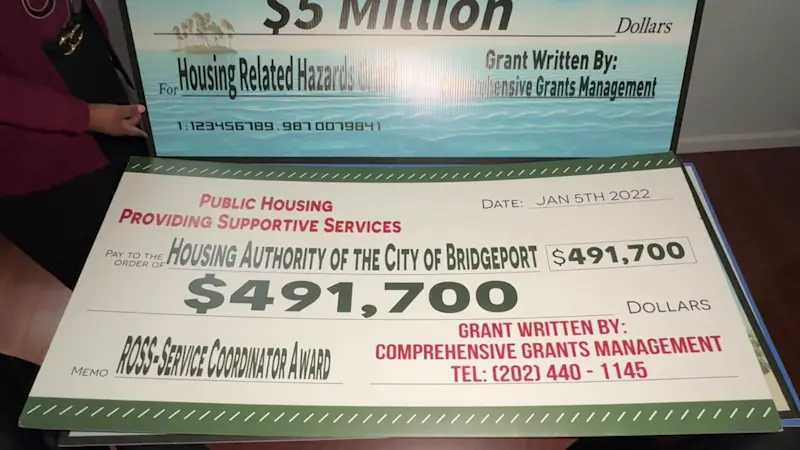 $5 Million
Dollars
For Housing Related Hazards
Grant Written By:
Comprehensive Grants Management
1:123456789.9870079841
Public Housing
Providing Supportive Services
Date: Jan 5th 2022
Pay to the
order of Housing Authority of the City of Bridgeport $491,700
$491,700
Dollars
Memo ROSS-Service Coordinator Award
Grant Written By:
Comprehensive Grants Management
Tel: (202) 440 - 1145